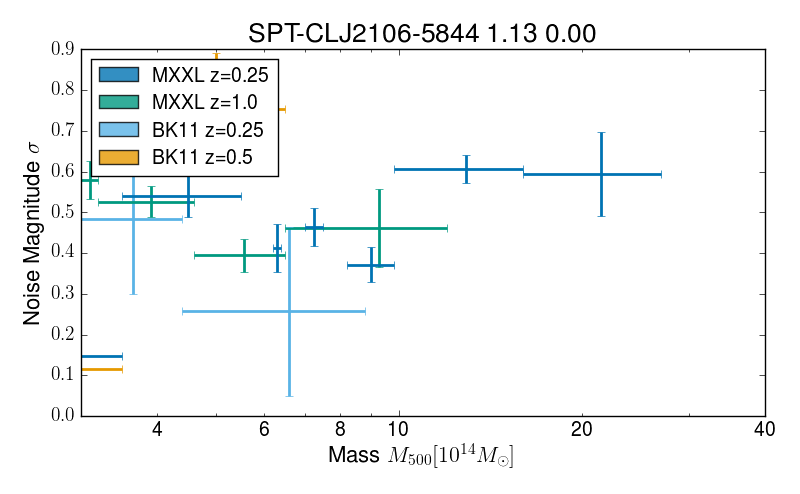 SPT-CLJ2106-5844 1.13 0.00
0.9
0.8
0.7
0.6
0.5
0.4
0.3
0.2
0.1
0.0
Noise Magnitude σ
MXXL z=0.25
MXXL z=1.0
BK11 z=0.25
BK11 z=0.5
4 6 8 10 20 40
Mass M₅₀₀[10¹⁴M⊙]